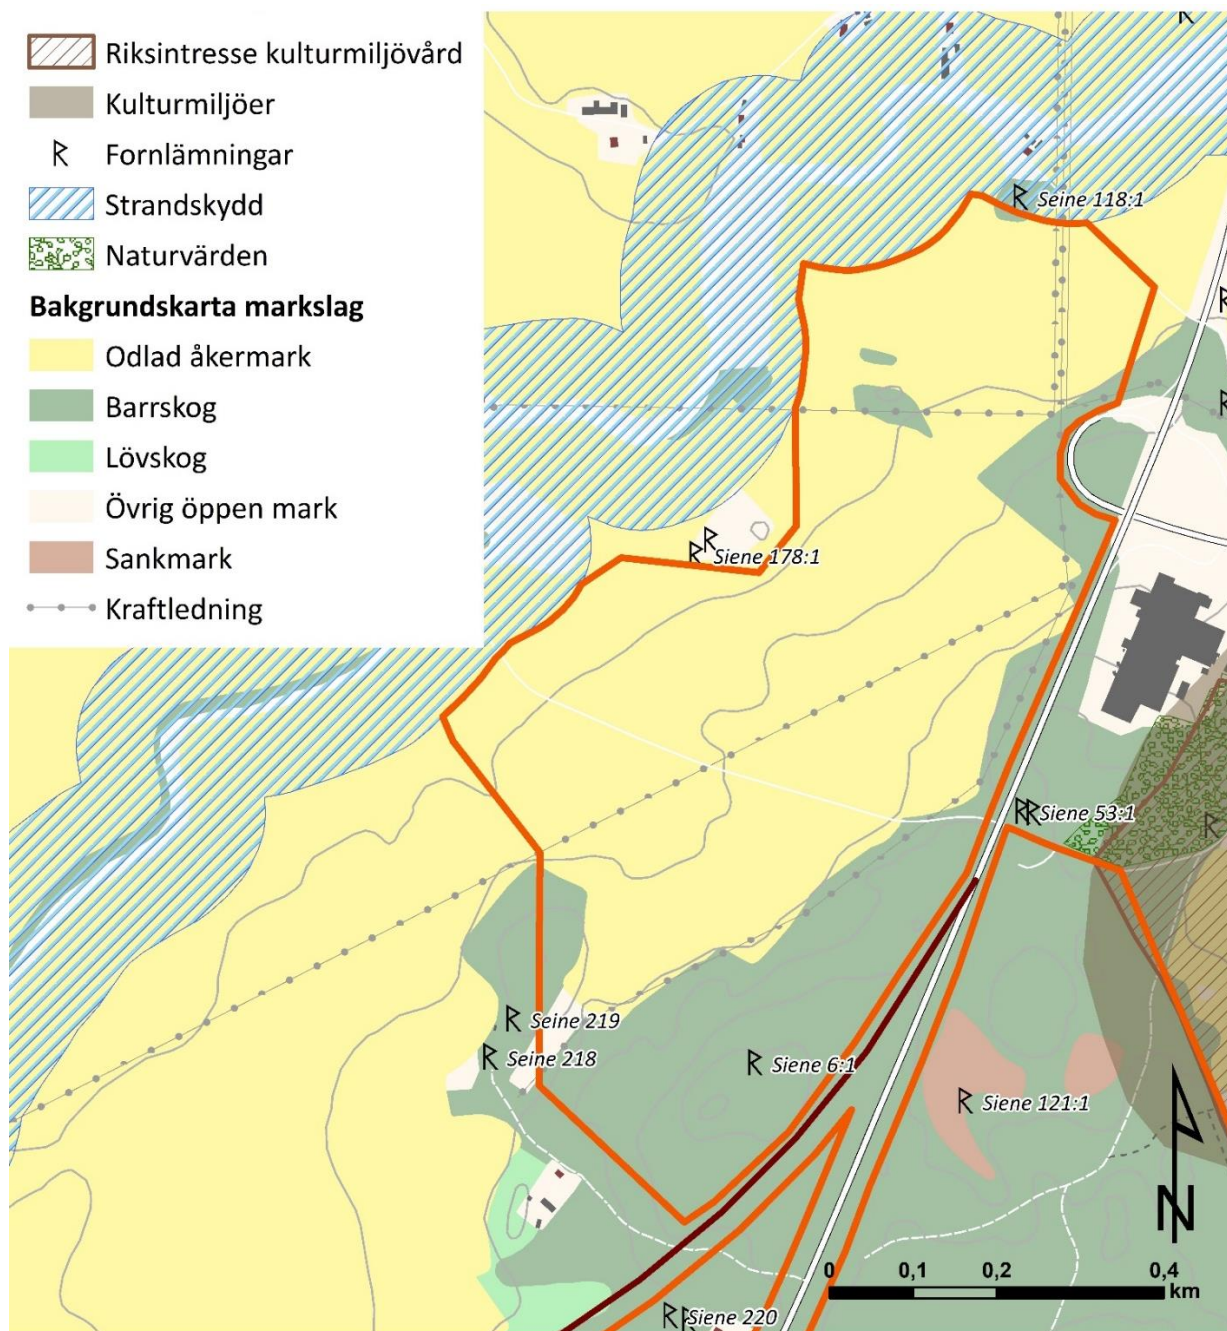 Riksintresse kulturmiljövård
Kulturmiljöer
Fornlämningar
Strandskydd
Naturvärden
Bakgrundskarta markslag
Odlad åkermark
Barrskog
Lövskog
Övrig öppen mark
Sankmark
Kraftledning
Seine 118:1
Siene 178:1
Siene 53:1
Seine 219
Seine 218
Siene 6:1
Siene 121:1
Siene 220
N
0 0,1 0,2 0,4
km